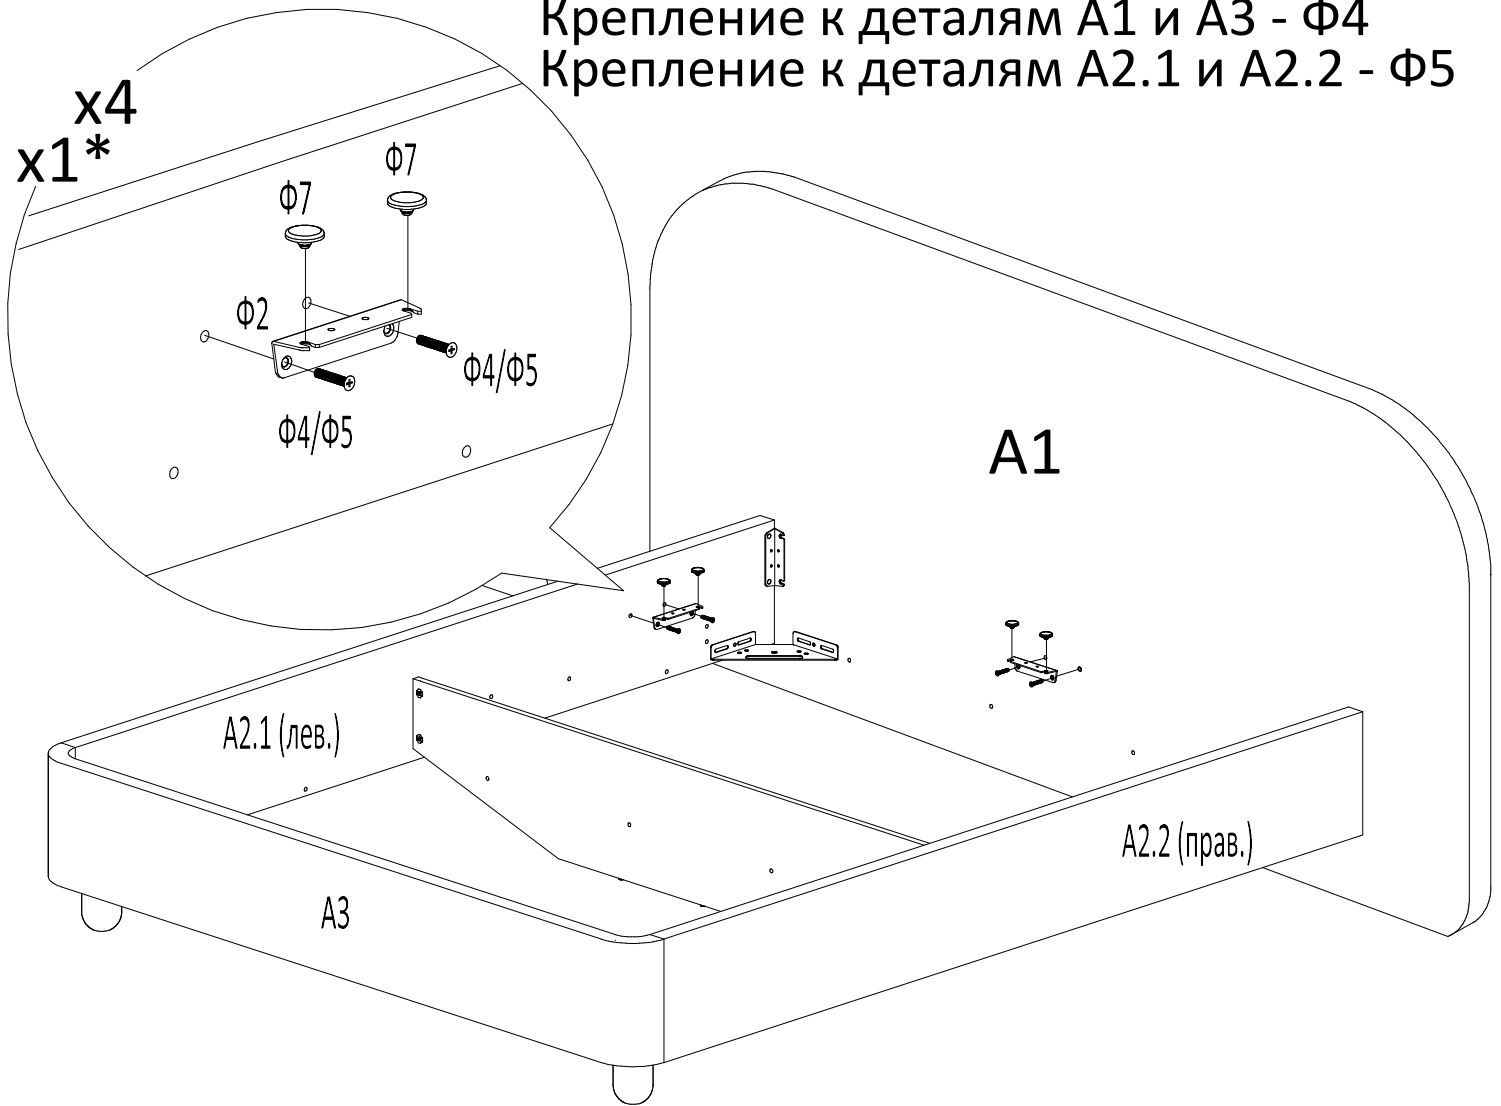 Крепление к деталям А1 и А3 - Ф4
Крепление к деталям А2.1 и А2.2 - Ф5
х4
х1*
Ф7
Ф7
Ф2
Ф4/Ф5
Ф4/Ф5
А1
А2.1 (лев.)
А2.2 (прав.)
А3